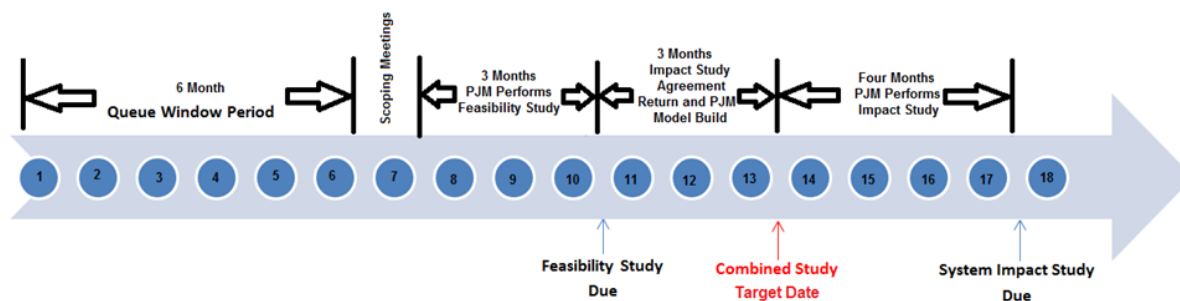 6 Month
Queue Window Period
Scoping Meetings
3 Months
PJM Performs
Feasibility Study
3 Months
Impact Study
Agreement
Return and PJM
Model Build
Four Months
PJM Performs
Impact Study
1 2 3 4 5 6 7 8 9 10 11 12 13 14 15 16 17 18
Feasibility Study
Due
Combined Study
Target Date
System Impact Study
Due